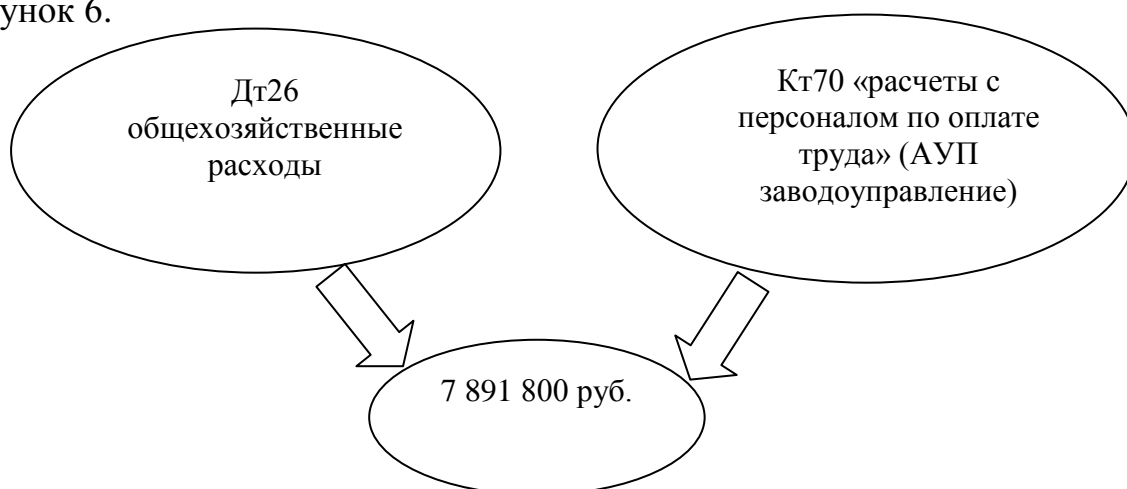 унок 6.
Дт26
общехозяйственные
расходы
Кт70 «расчеты с
персоналом по оплате
труда» (АУП
заводоуправление)
7 891 800 руб.